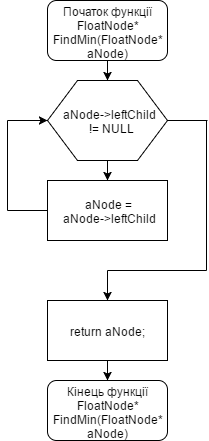 Початок функції
FloatNode*
FindMin(FloatNode*
aNode)
aNode->leftChild
!= NULL
aNode =
aNode->leftChild
return aNode;
Кінець функції
FloatNode*
FindMin(FloatNode*
aNode)